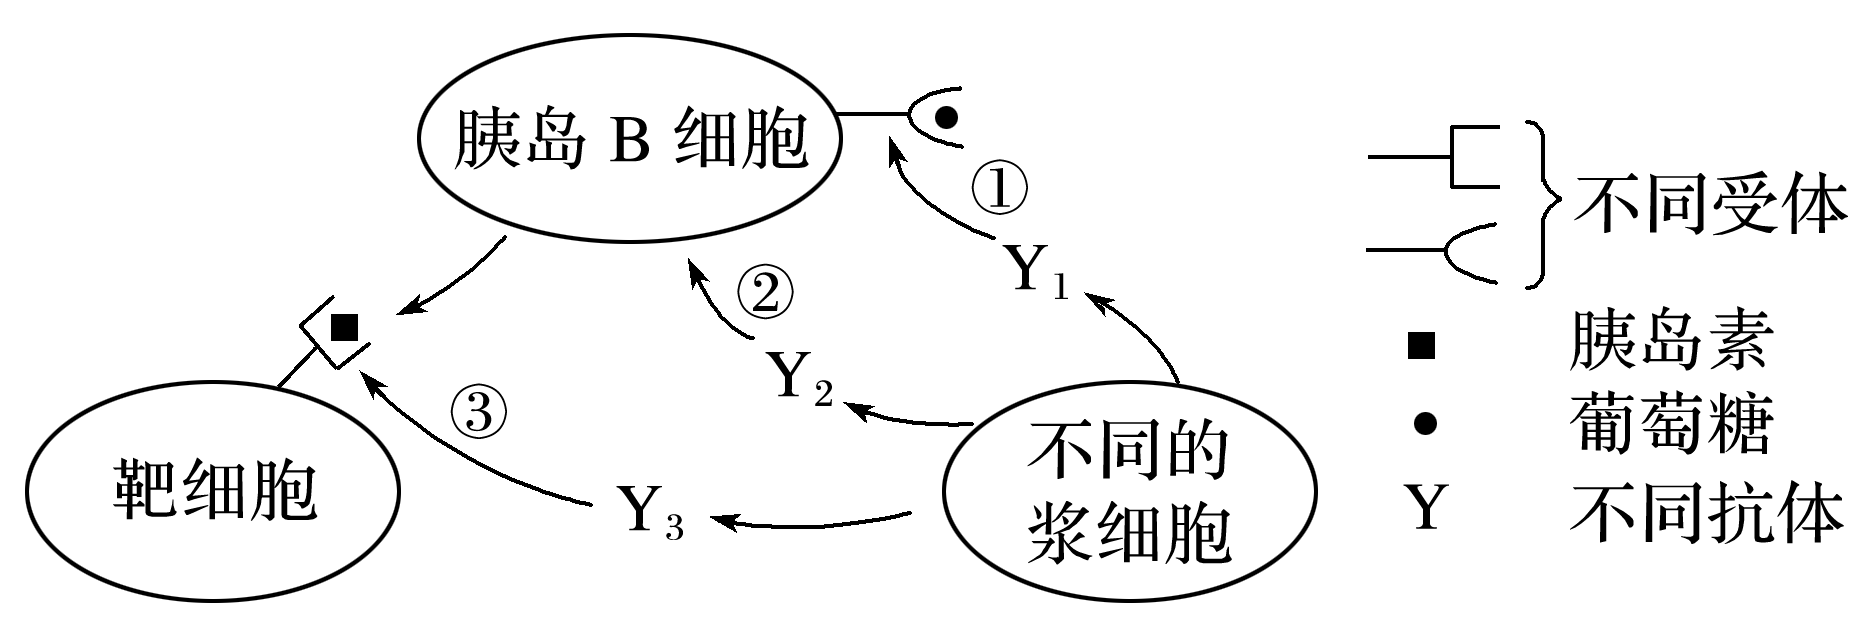 胰岛 B 细胞
①
Y1
②
Y2
③
Y3
靶细胞
不同的
浆细胞
不同受体
胰岛素
葡萄糖
Y 不同抗体